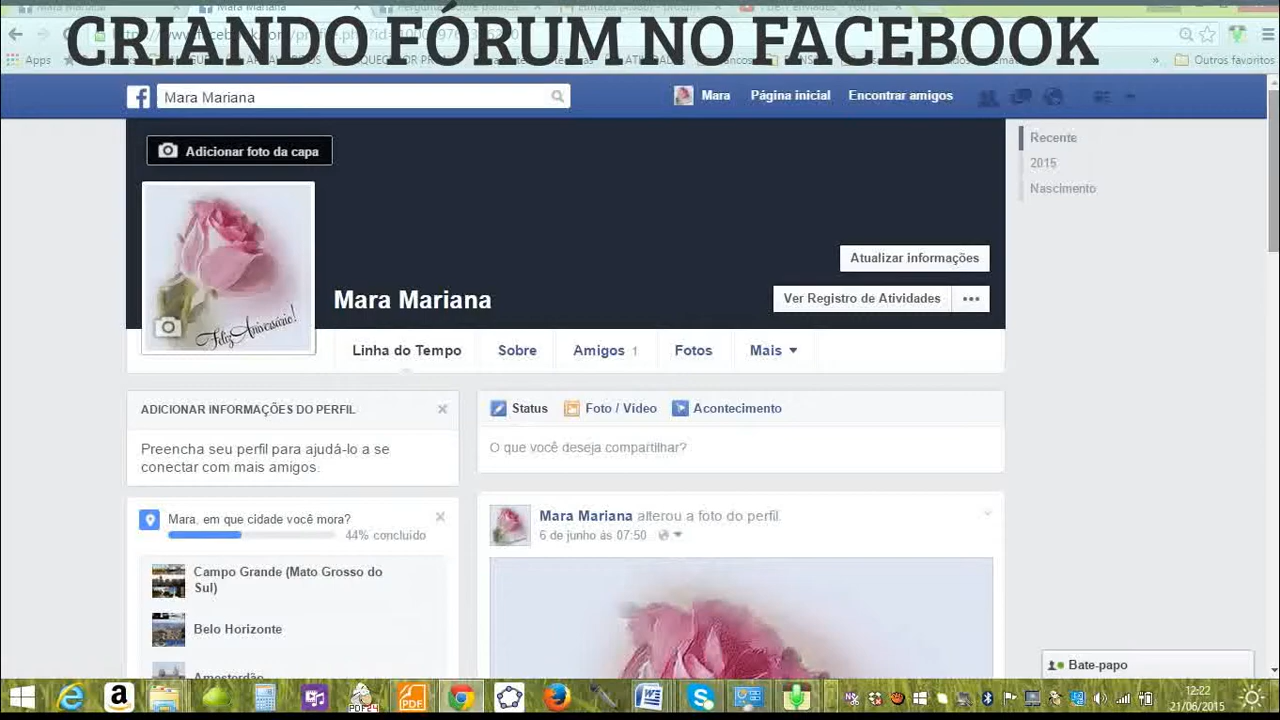 Mara Mariana
CRIANDO FÓRUM NO FACEBOOK
Apps
Outros favoritos
Mara Mariana
Mara
Página inicial
Encontrar amigos
Adicionar foto da capa
Recente
2015
Nascimento
Feliz Aniversário!
Mara Mariana
Atualizar informações
Ver Registro de Atividades
Linha do Tempo
Sobre
Amigos 1
Fotos
Mais
ADICIONAR INFORMAÇÕES DO PERFIL
Preencha seu perfil para ajudá-lo a se
conectar com mais amigos.
Status
Foto / Vídeo
Acontecimento
O que você deseja compartilhar?
Mara, em que cidade você mora?
44% concluído
Campo Grande (Mato Grosso do
Sul)
Belo Horizonte
Amesterdão
Mara Mariana alterou a foto do perfil.
6 de junho às 07:50
Bate-papo
PDF24
PDF
12:22
21/06/2015